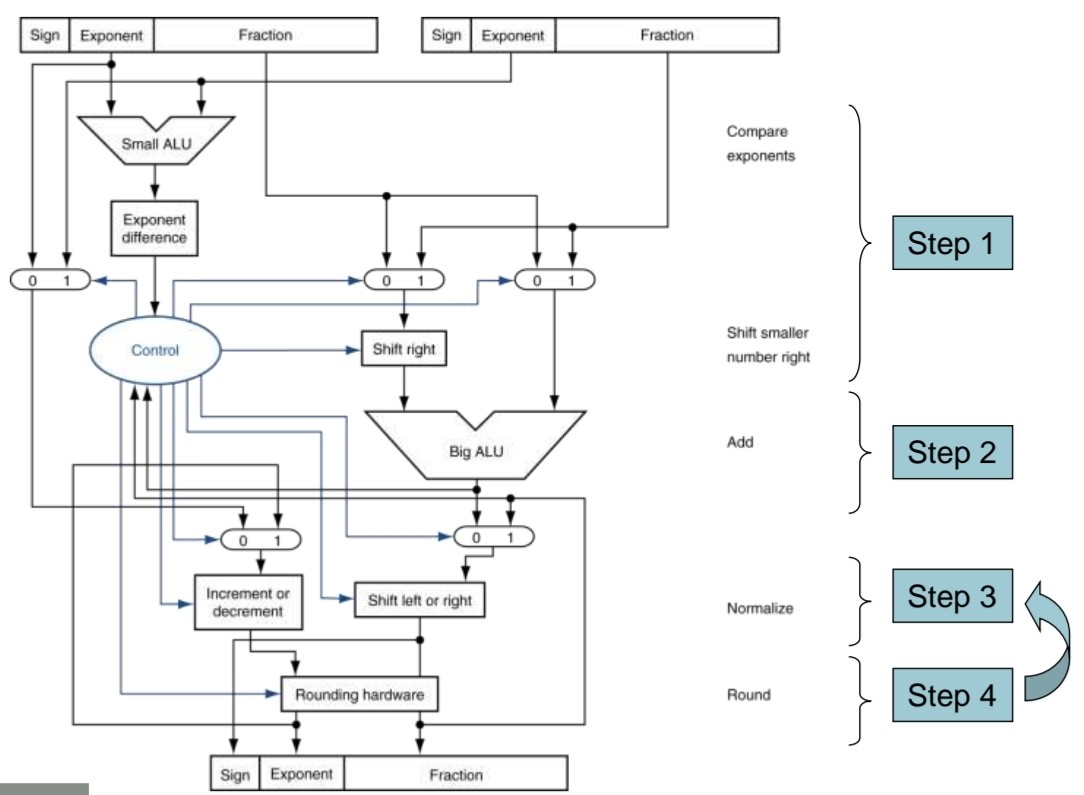 Sign Exponent Fraction
Sign Exponent Fraction
Small ALU
Compare
exponents
Exponent
difference
Step 1
0 1
0 1
0 1
Control
Shift right
Shift smaller
number right
Big ALU
Add
Step 2
0 1
0 1
Increment or
decrement
Shift left or right
Normalize
Step 3
Rounding hardware
Round
Step 4
Sign Exponent Fraction